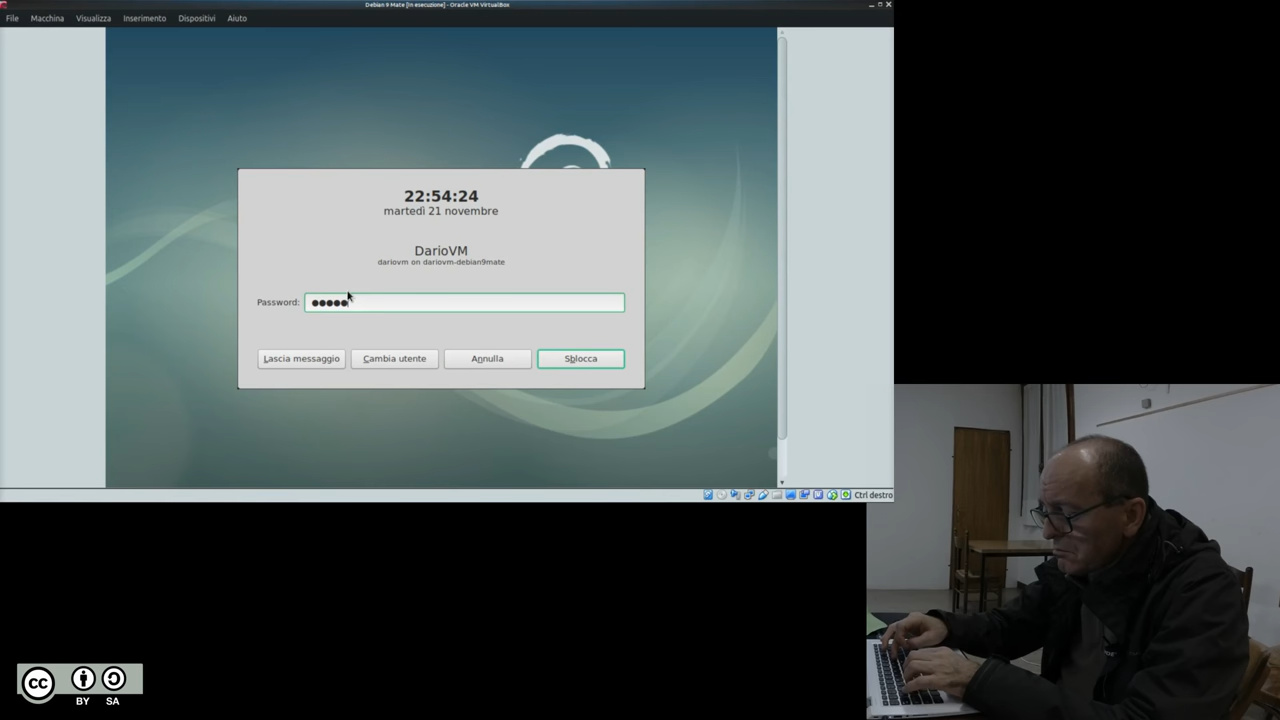 Debian 9 Mate [In esecuzione] - Oracle VM VirtualBox
File Macchina Visualizza Inserimento Dispositivi Aiuto
22:54:24
martedì 21 novembre
DarioVM
dariovm on dariovm-debian9mate
Password: ●●●●●
Lascia messaggio Cambia utente Annulla Sblocca
Ctrl destro
cc
BY SA